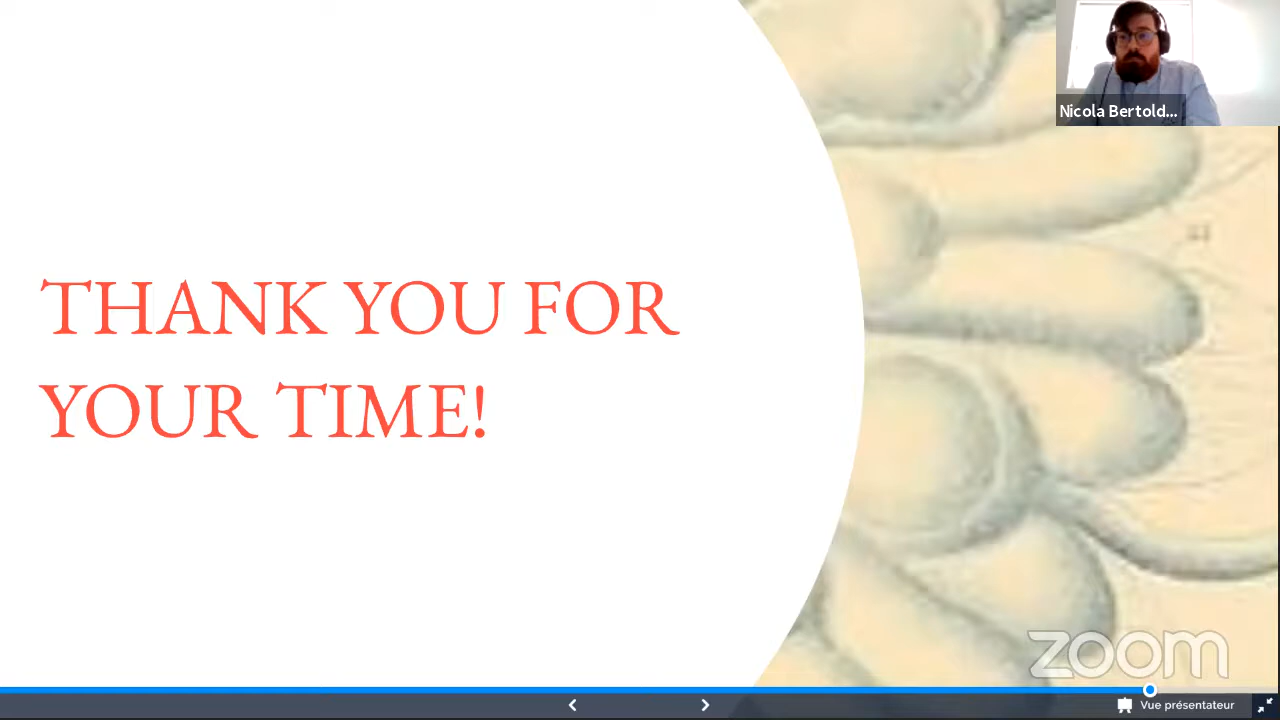 Nicola Bertold...
THANK YOU FOR
YOUR TIME!
zoom
Vue présentateur